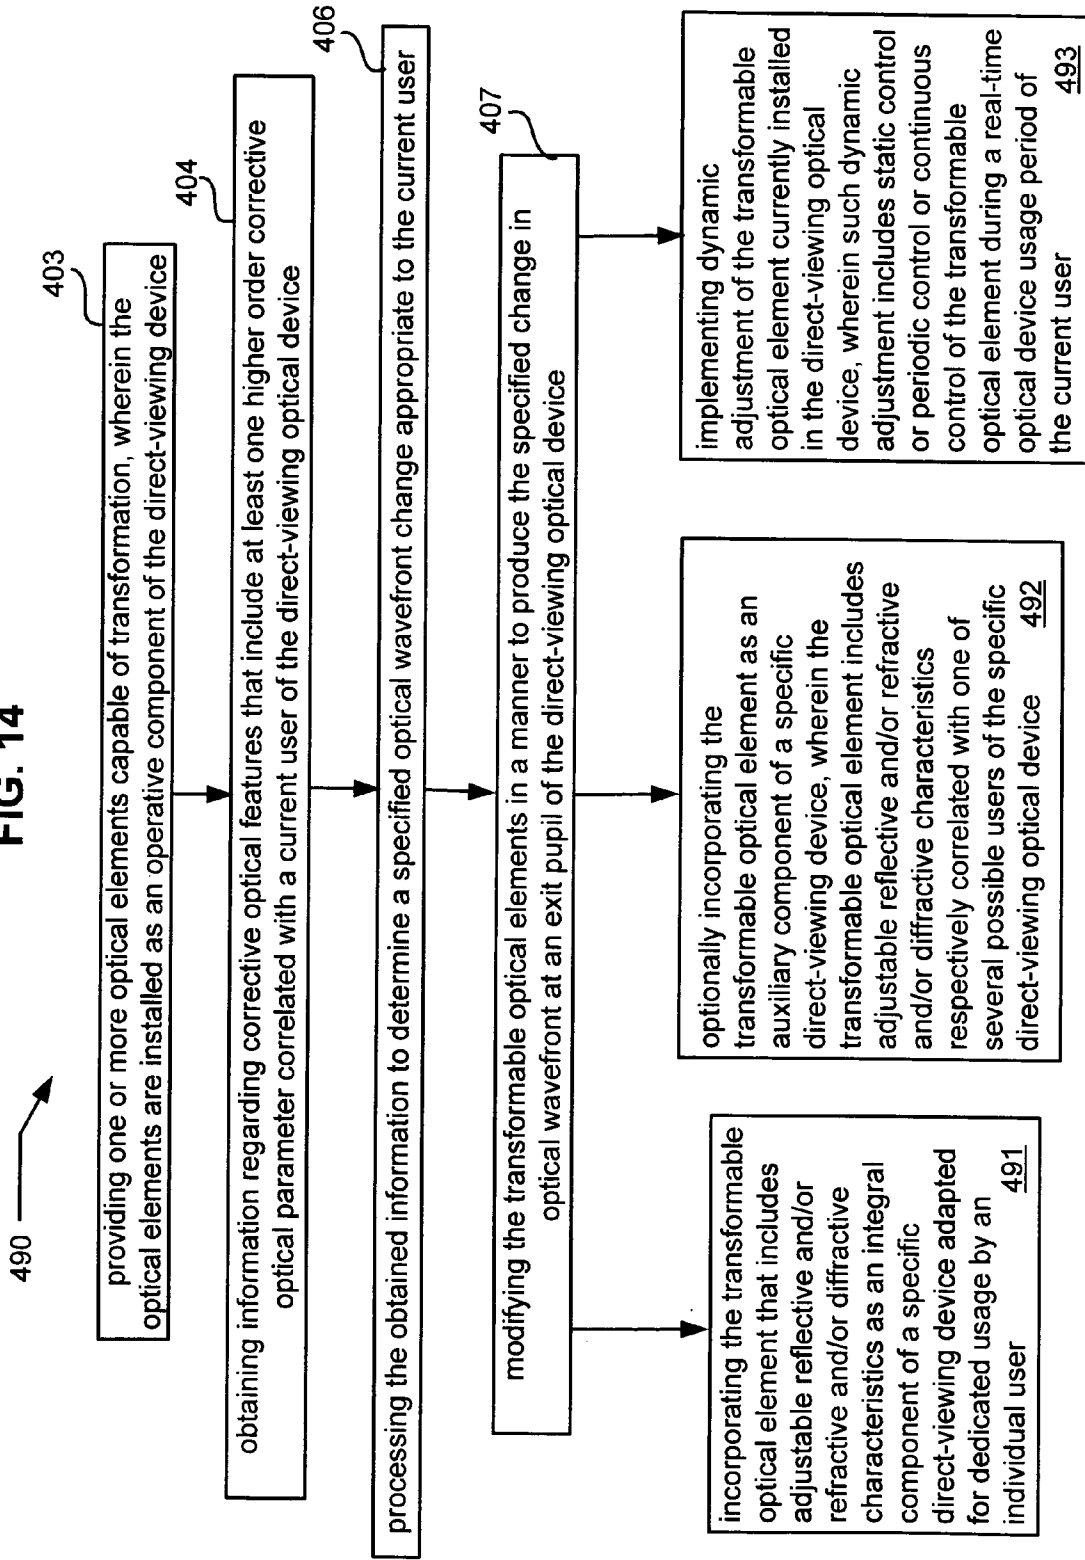 FIG. 14
490
403
providing one or more optical elements capable of transformation, wherein the
optical elements are installed as an operative component of the direct-viewing device
404
obtaining information regarding corrective optical features that include at least one higher order corrective
optical parameter correlated with a current user of the direct-viewing optical device
406
processing the obtained information to determine a specified optical wavefront change appropriate to the current user
407
modifying the transformable optical elements in a manner to produce the specified change in
optical wavefront at an exit pupil of the direct-viewing optical device
incorporating the transformable
optical element that includes
adjustable reflective and/or
refractive and/or diffractive
characteristics as an integral
component of a specific
direct-viewing device adapted
for dedicated usage by an
individual user
491
optionally incorporating the
transformable optical element as an
auxiliary component of a specific
direct-viewing device, wherein the
transformable optical element includes
adjustable reflective and/or refractive
and/or diffractive characteristics
respectively correlated with one of
several possible users of the specific
direct-viewing optical device
492
implementing dynamic
adjustment of the transformable
optical element currently installed
in the direct-viewing optical
device, wherein such dynamic
adjustment includes static control
or periodic control or continuous
control of the transformable
optical element during a real-time
optical device usage period of
the current user
493